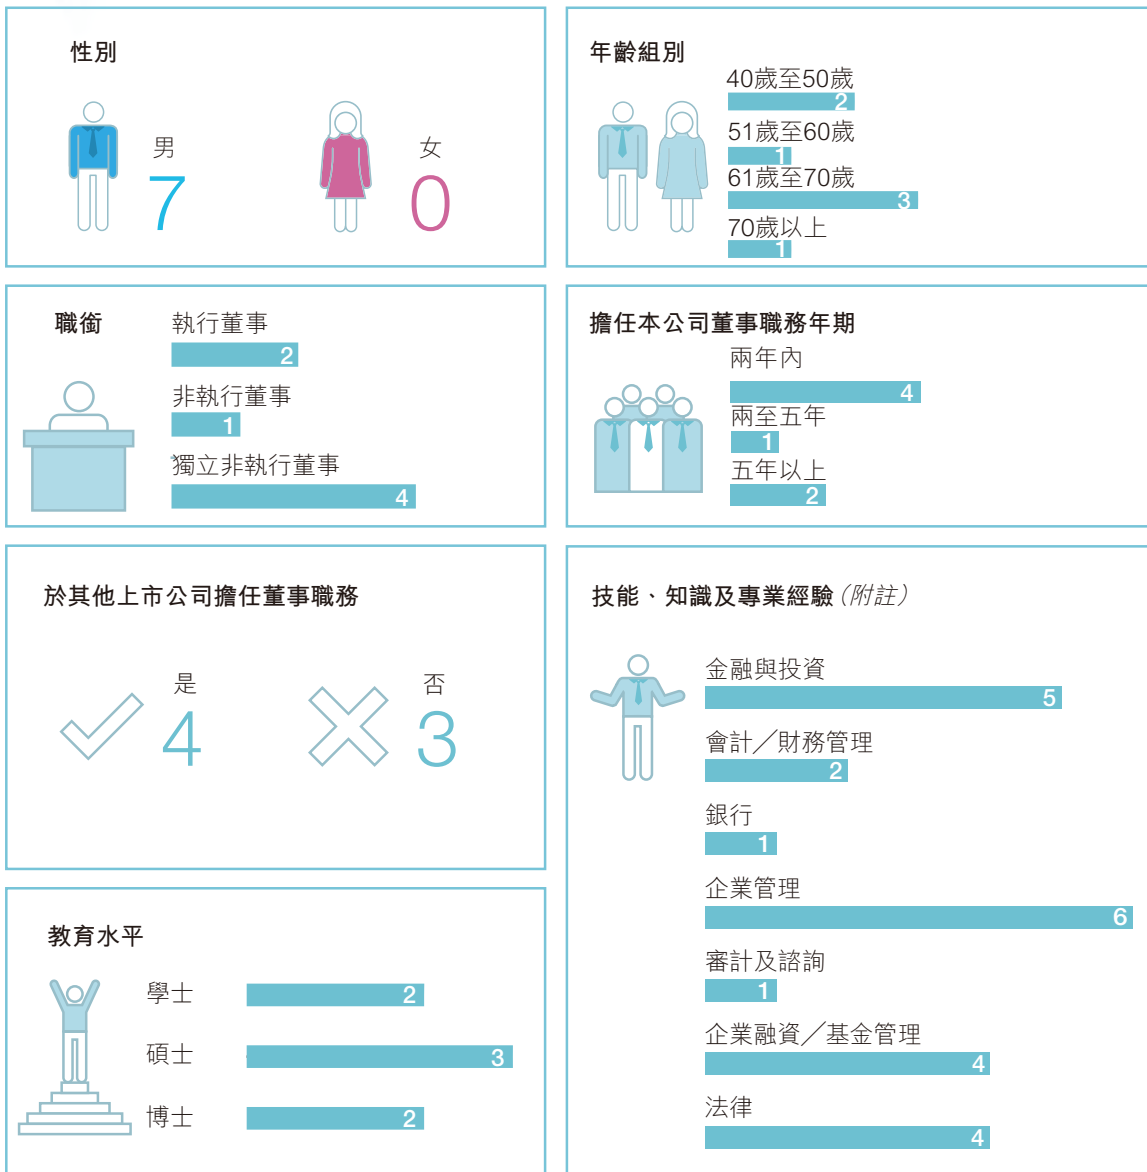 性別
男
7
女
0
年齡組別
40歲至50歲
2
51歲至60歲
1
61歲至70歲
3
70歲以上
1
職銜
執行董事
2
非執行董事
1
獨立非執行董事
4
擔任本公司董事職務年期
兩年內
4
兩至五年
1
五年以上
2
於其他上市公司擔任董事職務
是
4
否
3
教育水平
學士
2
碩士
3
博士
2
技能、知識及專業經驗(附註)
金融與投資
5
會計／財務管理
2
銀行
1
企業管理
6
審計及諮詢
1
企業融資／基金管理
4
法律
4